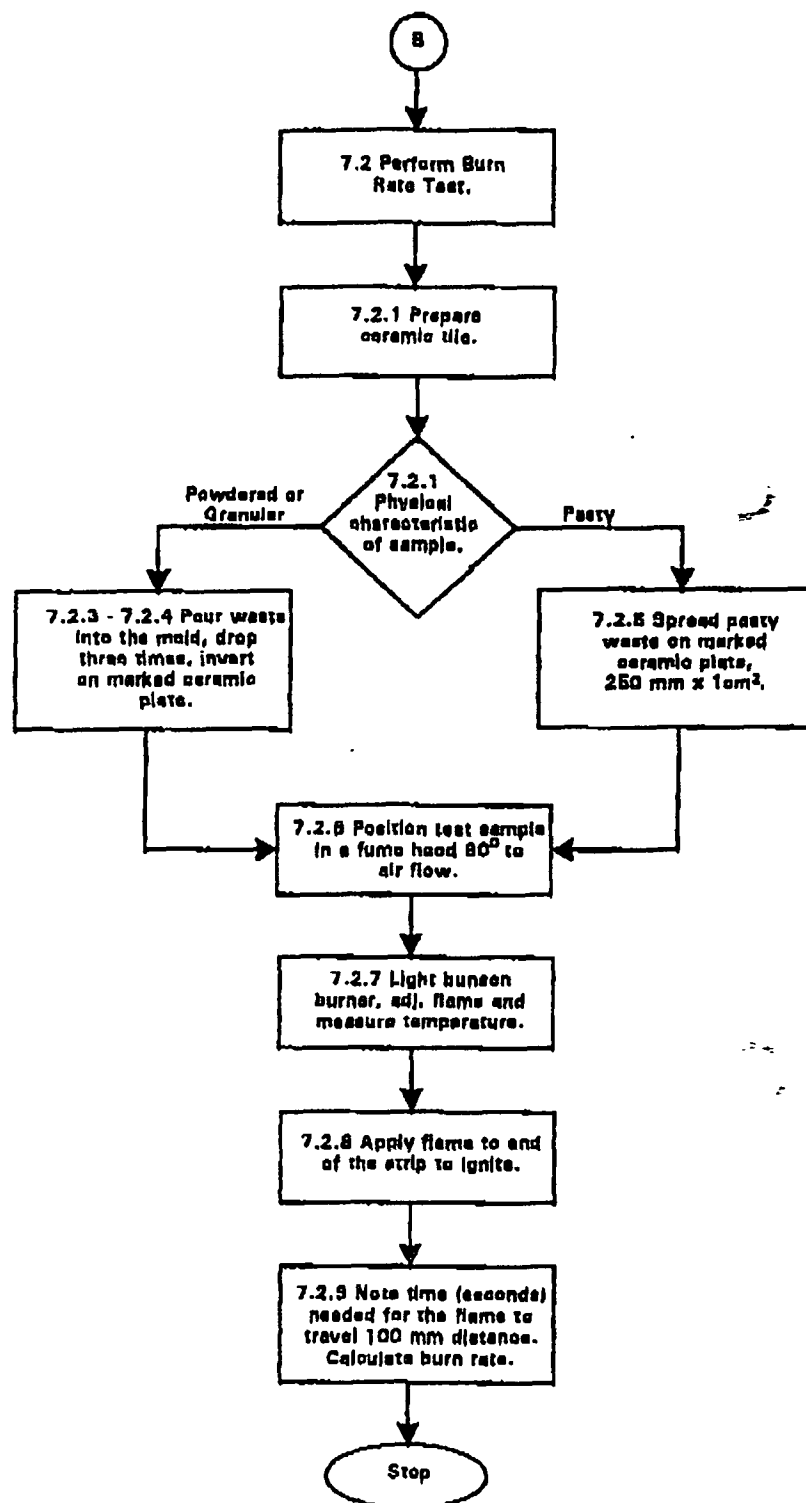 B
7.2 Perform Burn
Rate Test.
7.2.1 Prepare
ceramic tile.
7.2.1
Physical
characteristic
of sample.
Powdered or
Granular
Pasty
7.2.3 - 7.2.4 Pour waste
into the mold, drop
three times, invert
on marked ceramic
plate.
7.2.5 Spread pasty
waste on marked
ceramic plate,
250 mm x 1cm².
7.2.6 Position test sample
in a fume hood 90° to
air flow.
7.2.7 Light bunsen
burner, adj. flame and
measure temperature.
7.2.8 Apply flame to end
of the strip to ignite.
7.2.9 Note time (seconds)
needed for the flame to
travel 100 mm distance.
Calculate burn rate.
Stop